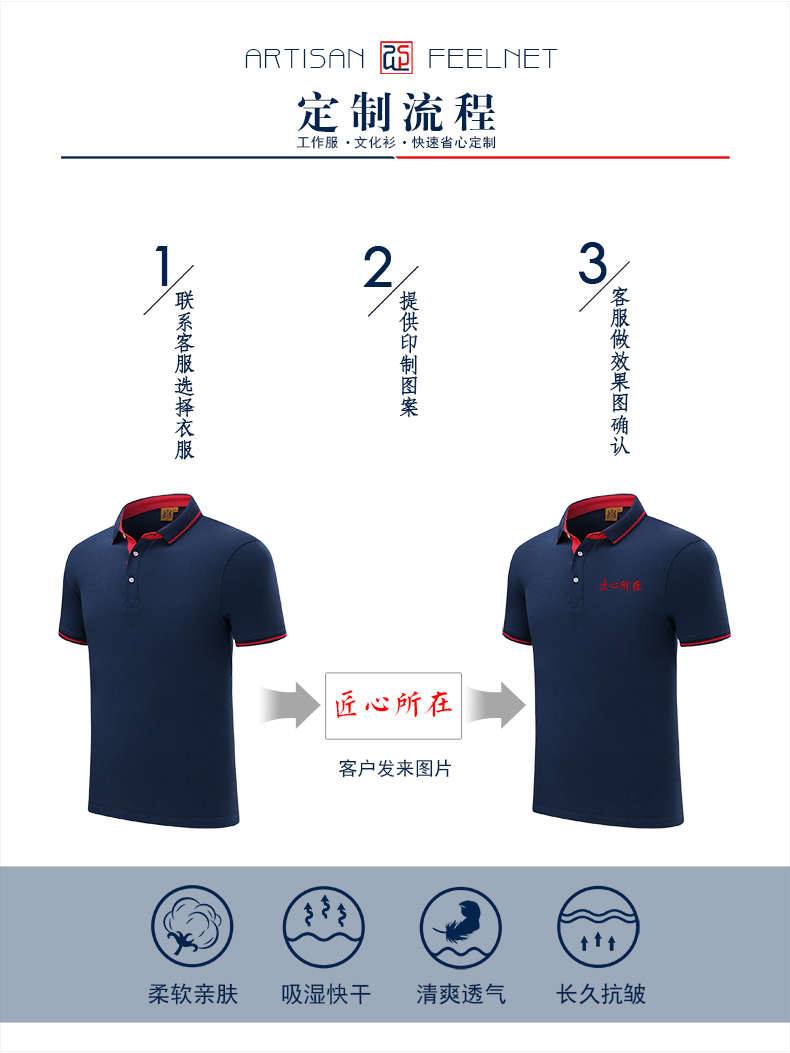 ARTISAN FEELNET
定制流程
工作服·文化衫·快速省心定制
1
联系客服选择衣服
2
提供印制图案
3
客服做效果图确认
匠心所在
匠心所在
客户发来图片
柔软亲肤
吸湿快干
清爽透气
长久抗皱